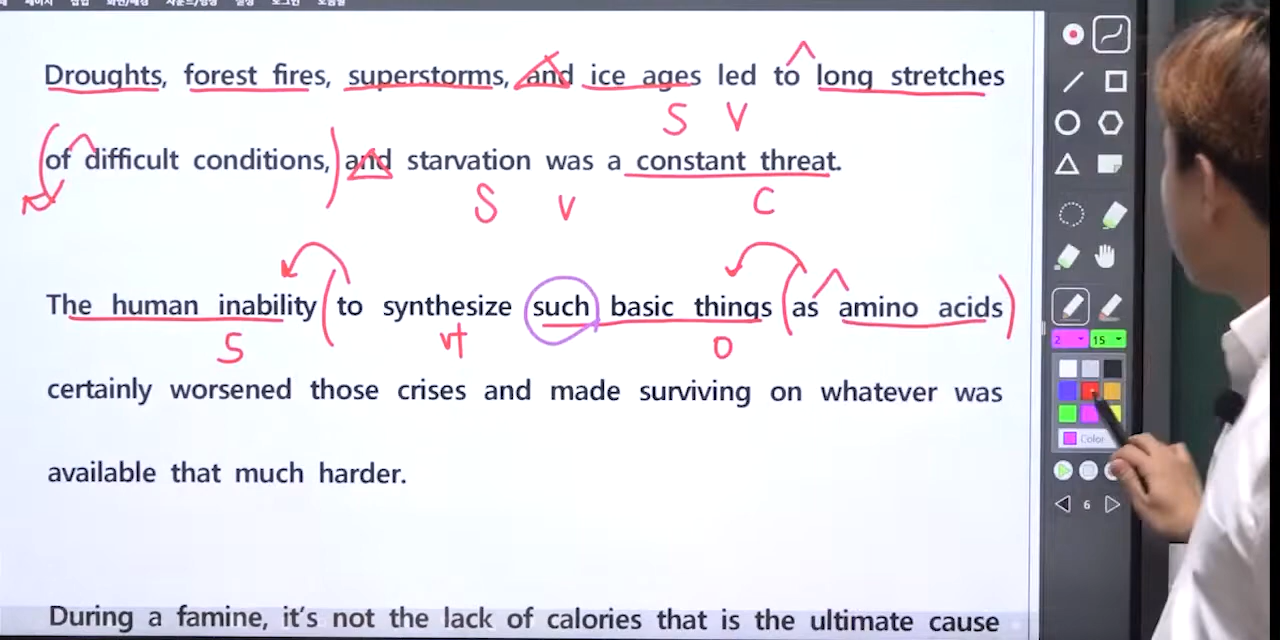 Droughts, forest fires, superstorms, and ice ages led to long stretches
S V
of difficult conditions, and starvation was a constant threat.
S V C
The human inability to synthesize such basic things as amino acids
S vt O
certainly worsened those crises and made surviving on whatever was
available that much harder.
During a famine, it's not the lack of calories that is the ultimate cause
2 15
Color
6